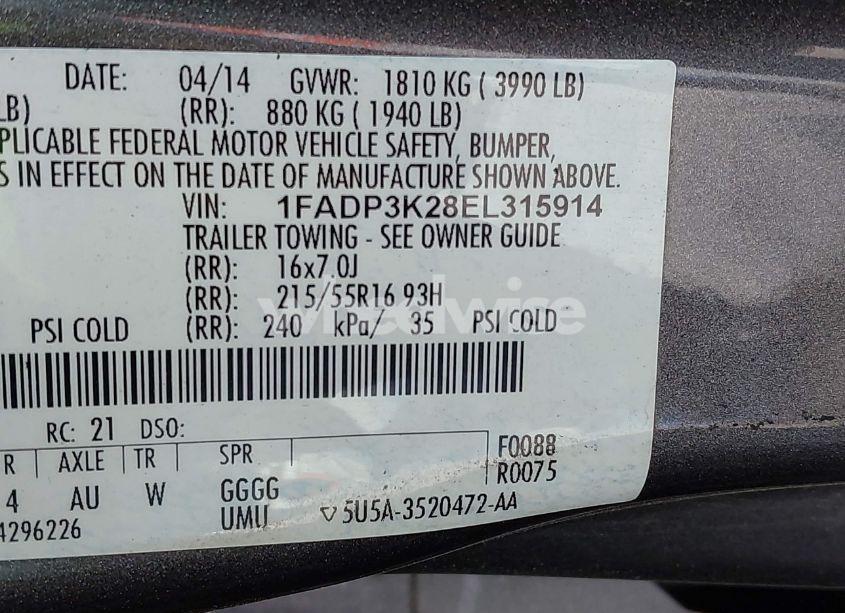 DATE: 04/14 GVWR: 1810 KG ( 3990 LB)
LB) (RR): 880 KG ( 1940 LB)
PLICABLE FEDERAL MOTOR VEHICLE SAFETY, BUMPER,
S IN EFFECT ON THE DATE OF MANUFACTURE SHOWN ABOVE.
VIN: 1FADP3K28EL315914
TRAILER TOWING - SEE OWNER GUIDE
(RR): 16x7.0J
(RR): 215/55R16 93H
PSI COLD (RR): 240 kPa/ 35 PSI COLD
RC: 21 DSO:
R AXLE TR SPR F0088
R0075
4 AU W GGGG
4296226 UMU 5U5A-3520472-AA